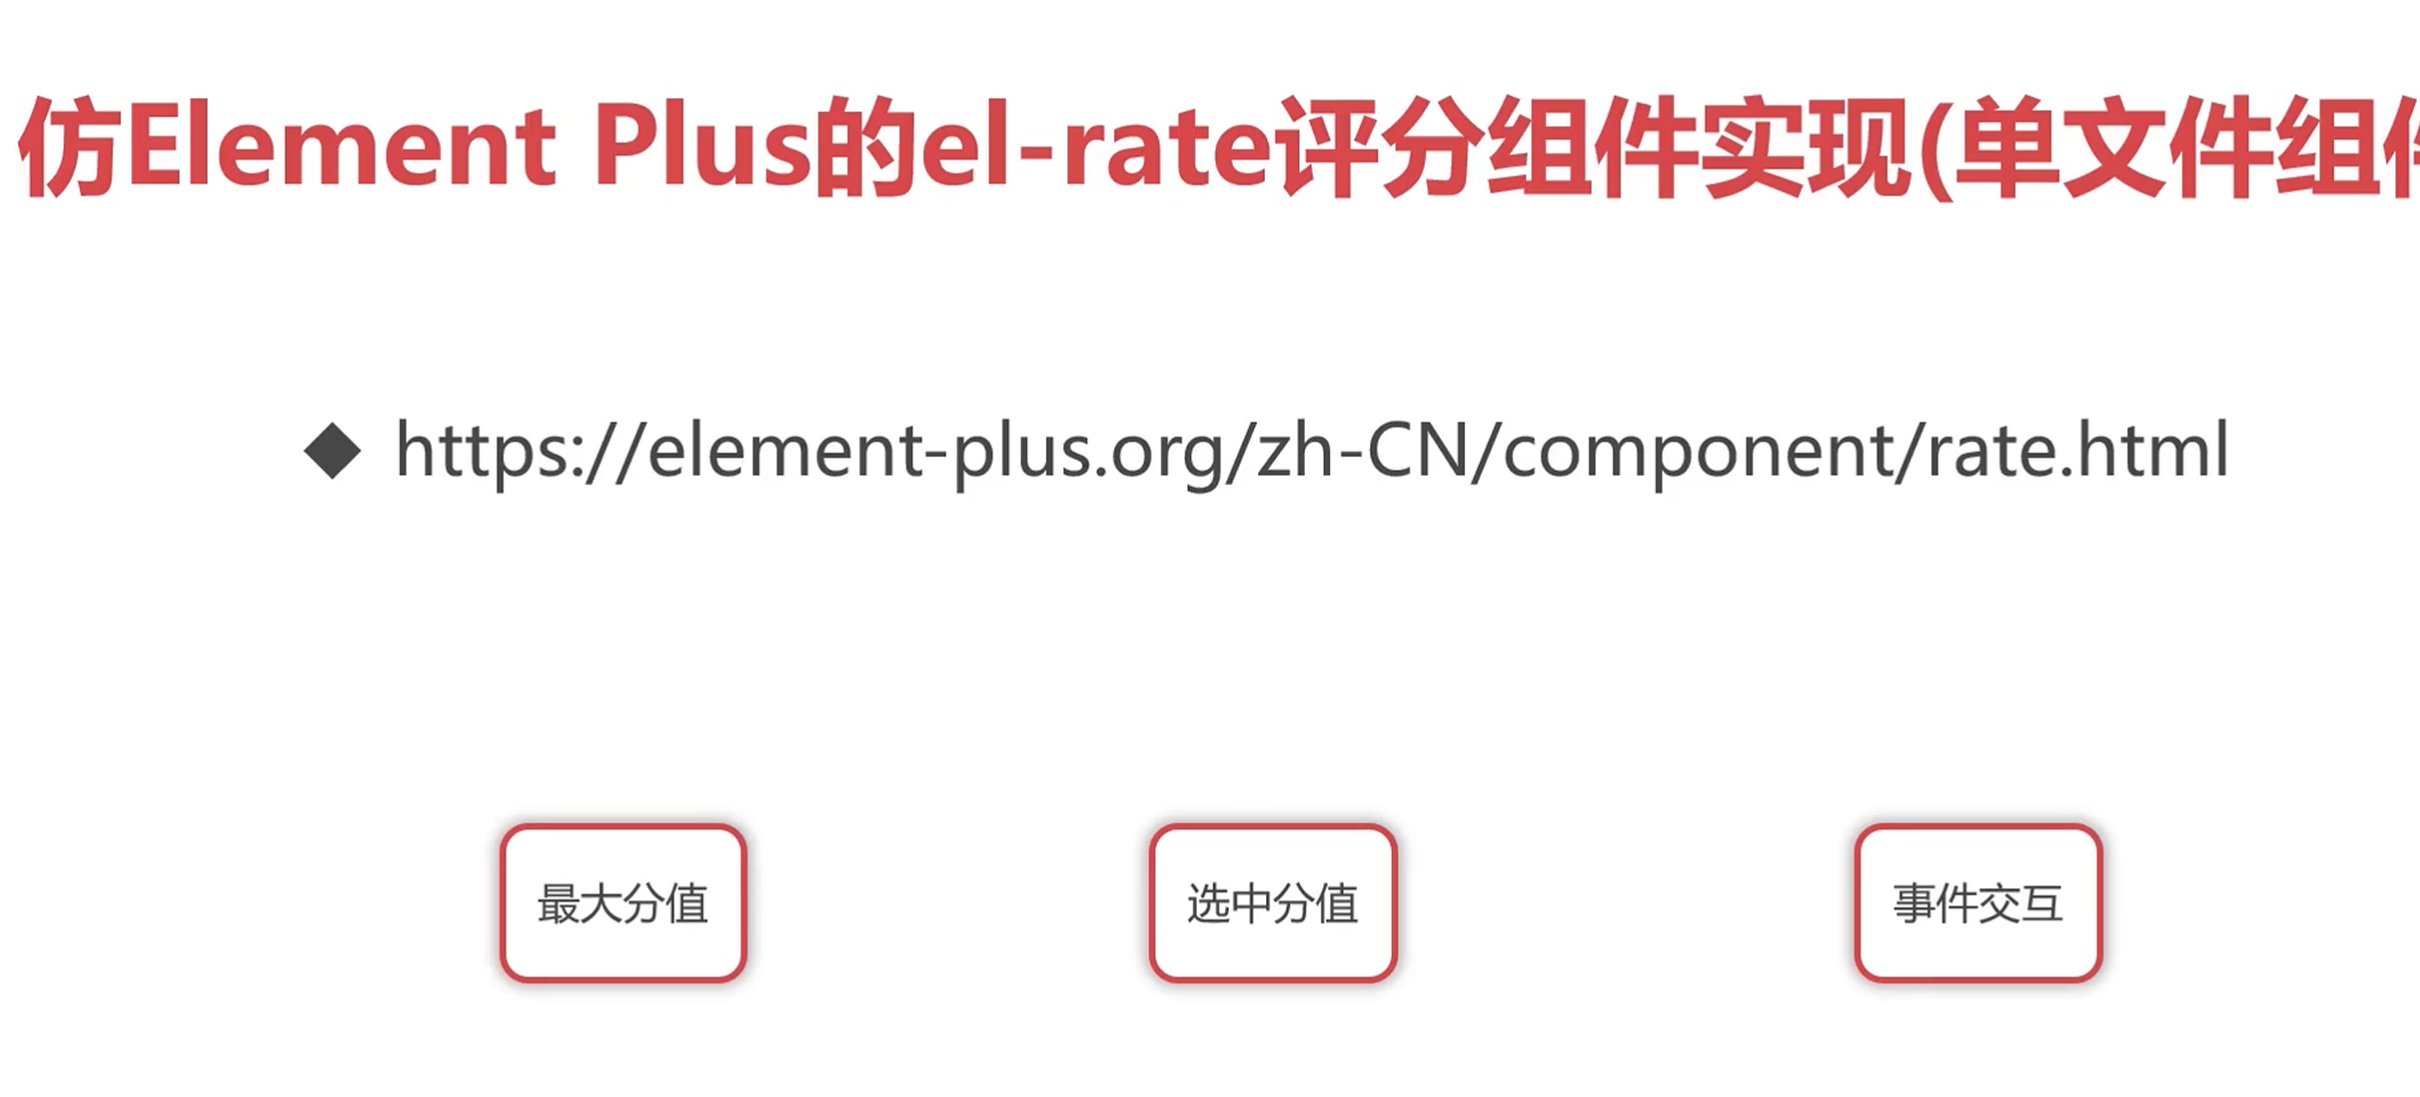 仿Element Plus的el-rate评分组件实现(单文件组件
◆ https://element-plus.org/zh-CN/component/rate.html
最大分值
选中分值
事件交互